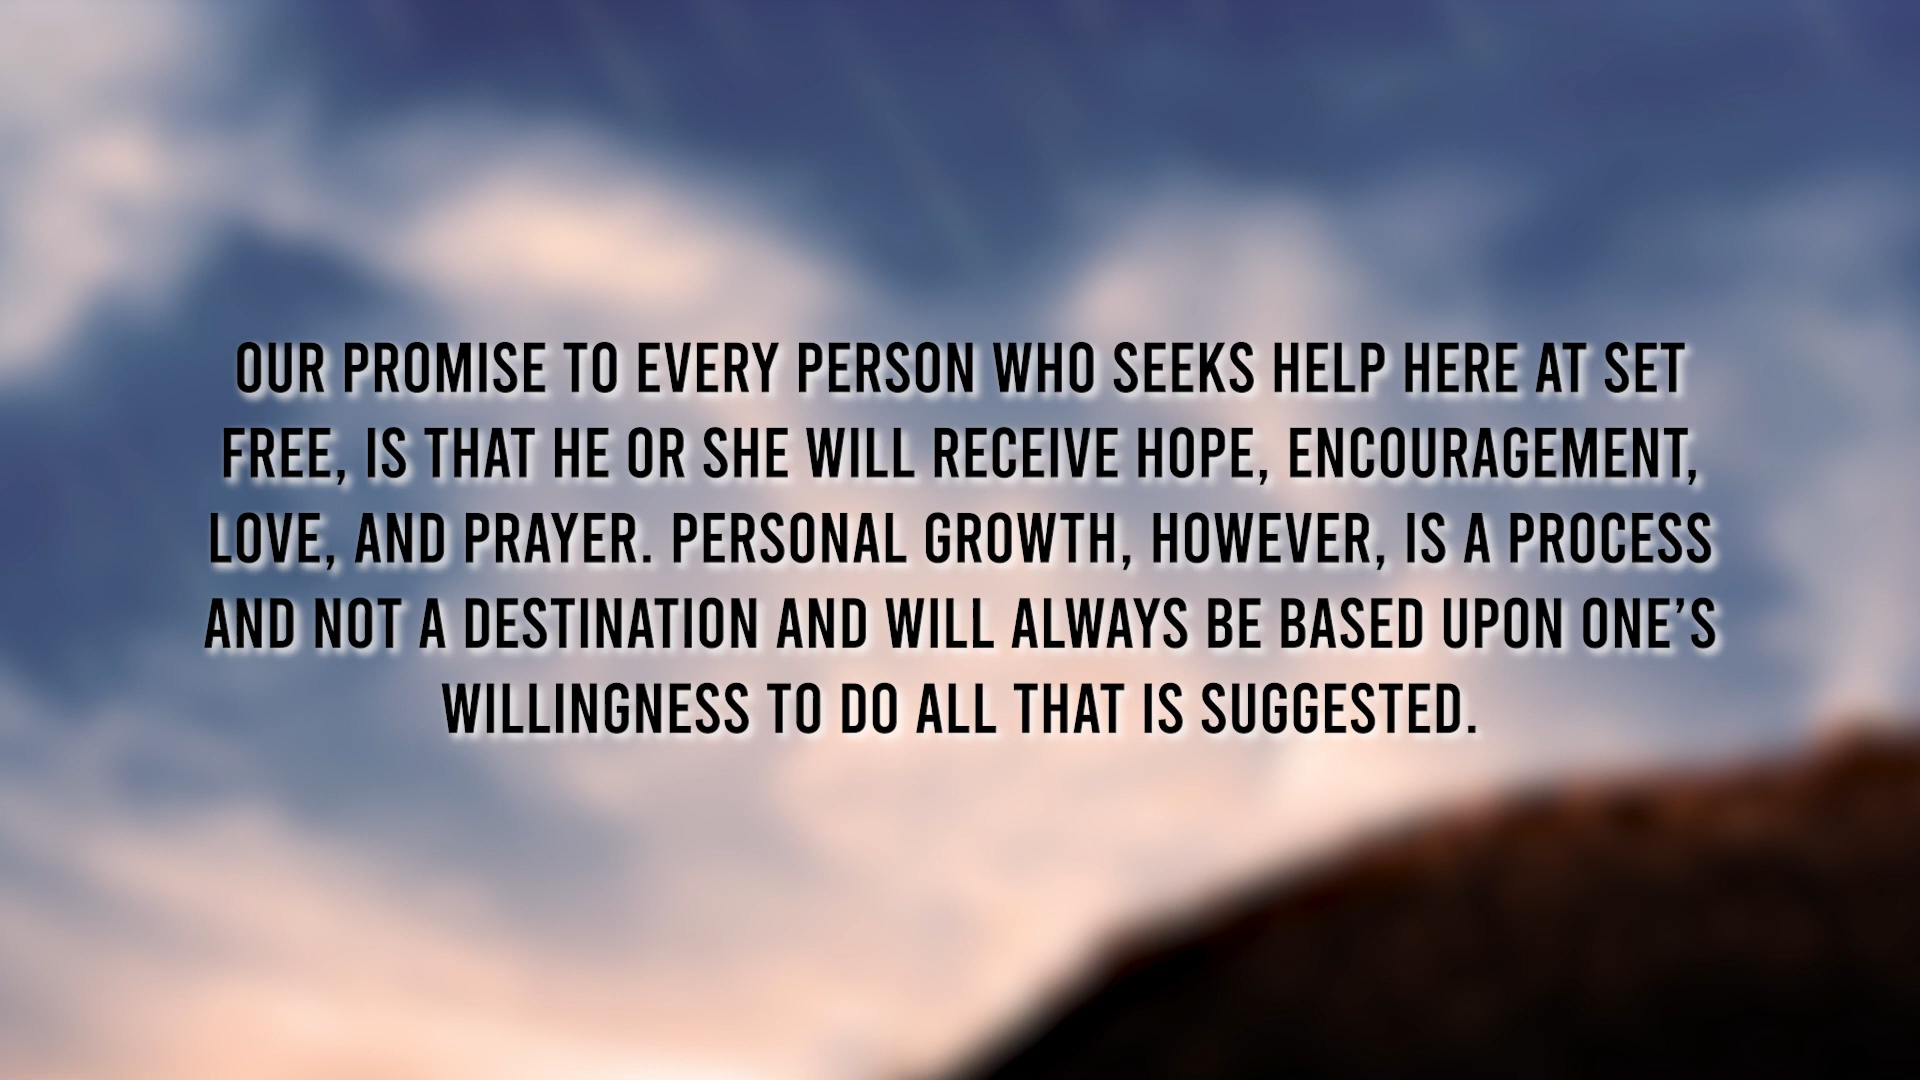 OUR PROMISE TO EVERY PERSON WHO SEEKS HELP HERE AT SET
FREE, IS THAT HE OR SHE WILL RECEIVE HOPE, ENCOURAGEMENT,
LOVE, AND PRAYER. PERSONAL GROWTH, HOWEVER, IS A PROCESS
AND NOT A DESTINATION AND WILL ALWAYS BE BASED UPON ONE’S
WILLINGNESS TO DO ALL THAT IS SUGGESTED.